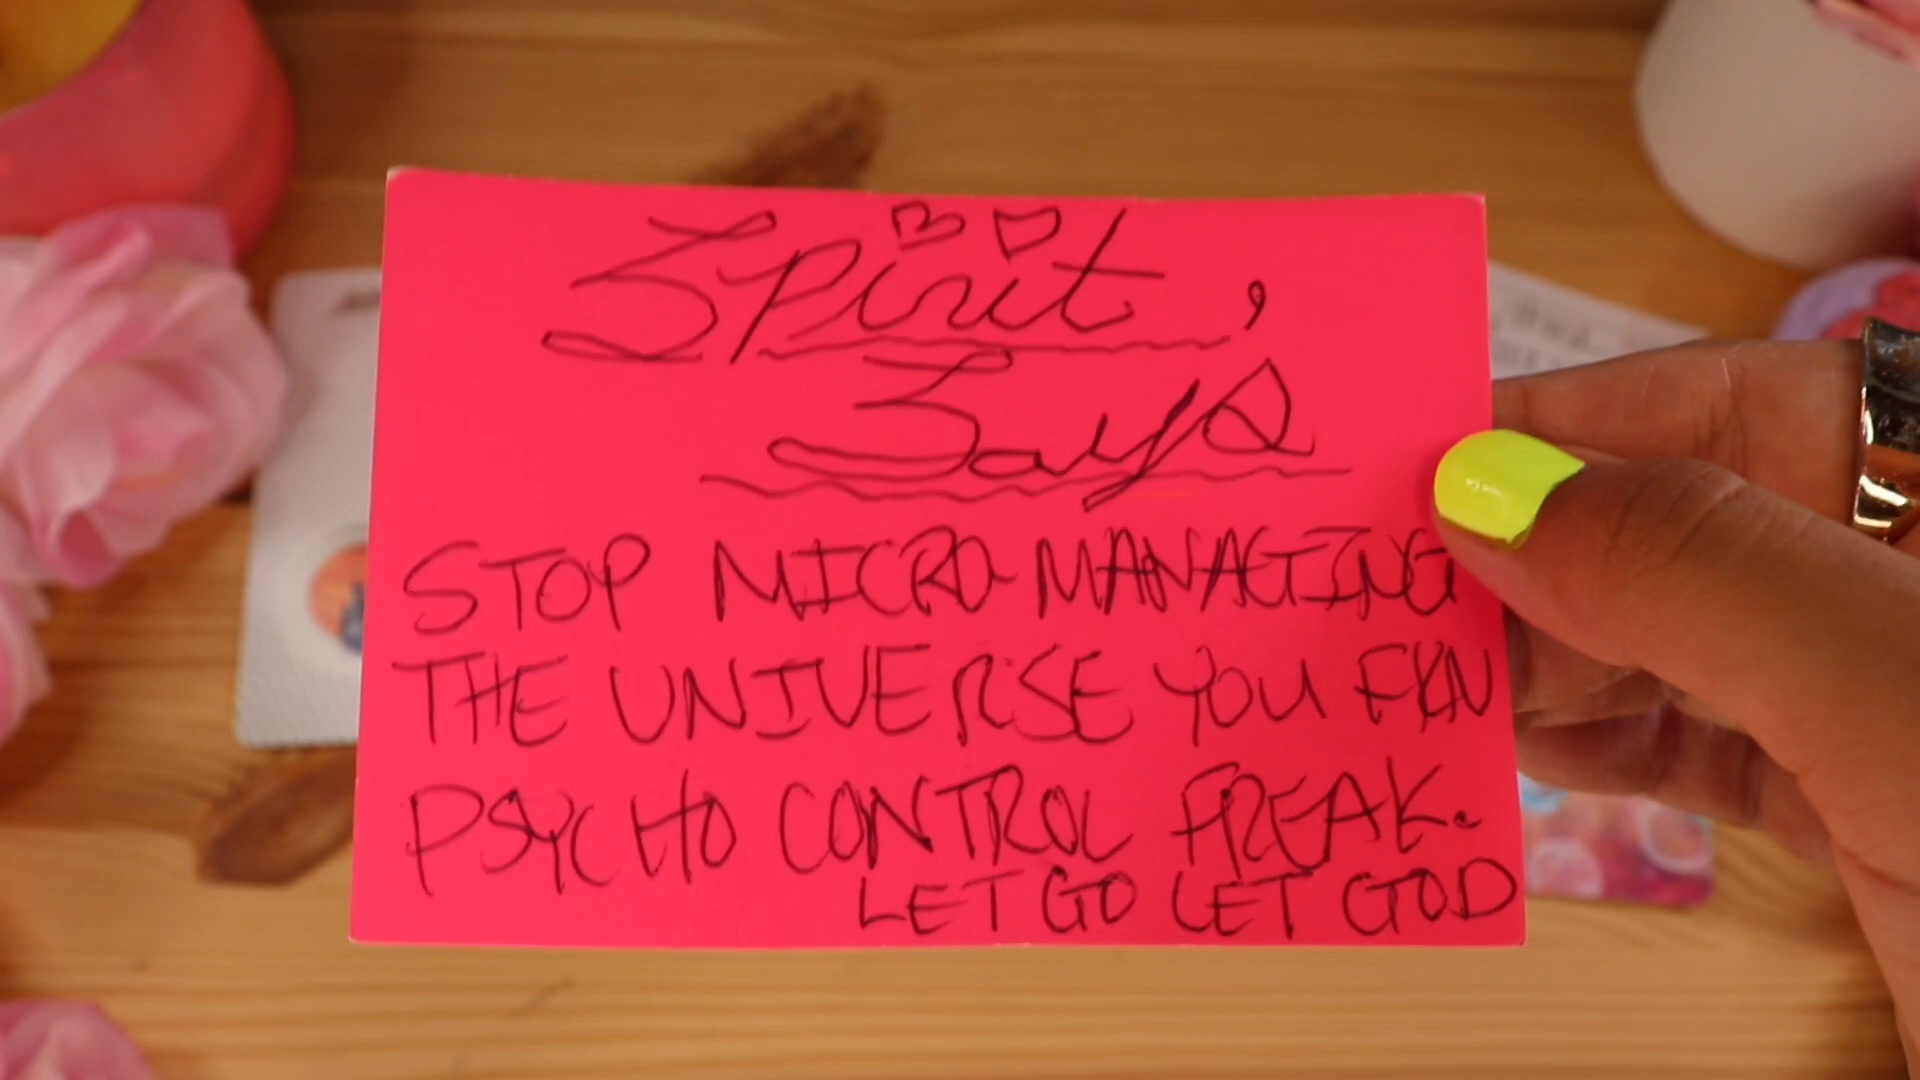 Spirit,
Says
STOP MICRO-MANAGING
THE UNIVERSE YOU FKN
PSYCHO CONTROL FREAK.
LET GO LET GOD